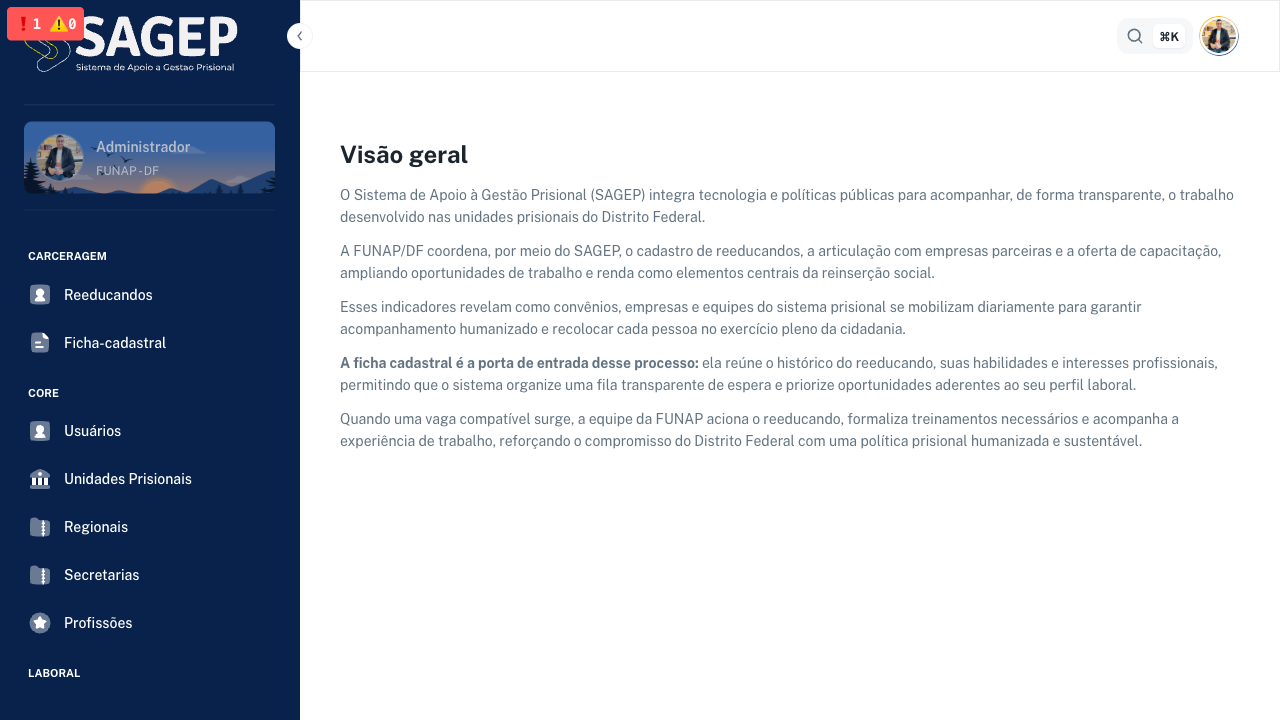 ❗1 ⚠️0
SAGEP
Sistema de Apoio a Gestao Prisional
⌘K
Administrador
FUNAP - DF
CARCERAGEM
Reeducandos
Ficha-cadastral
CORE
Usuários
Unidades Prisionais
Regionais
Secretarias
Profissões
LABORAL
Visão geral
O Sistema de Apoio à Gestão Prisional (SAGEP) integra tecnologia e políticas públicas para acompanhar, de forma transparente, o trabalho
desenvolvido nas unidades prisionais do Distrito Federal.
A FUNAP/DF coordena, por meio do SAGEP, o cadastro de reeducandos, a articulação com empresas parceiras e a oferta de capacitação,
ampliando oportunidades de trabalho e renda como elementos centrais da reinserção social.
Esses indicadores revelam como convênios, empresas e equipes do sistema prisional se mobilizam diariamente para garantir
acompanhamento humanizado e recolocar cada pessoa no exercício pleno da cidadania.
A ficha cadastral é a porta de entrada desse processo: ela reúne o histórico do reeducando, suas habilidades e interesses profissionais,
permitindo que o sistema organize uma fila transparente de espera e priorize oportunidades aderentes ao seu perfil laboral.
Quando uma vaga compatível surge, a equipe da FUNAP aciona o reeducando, formaliza treinamentos necessários e acompanha a
experiência de trabalho, reforçando o compromisso do Distrito Federal com uma política prisional humanizada e sustentável.